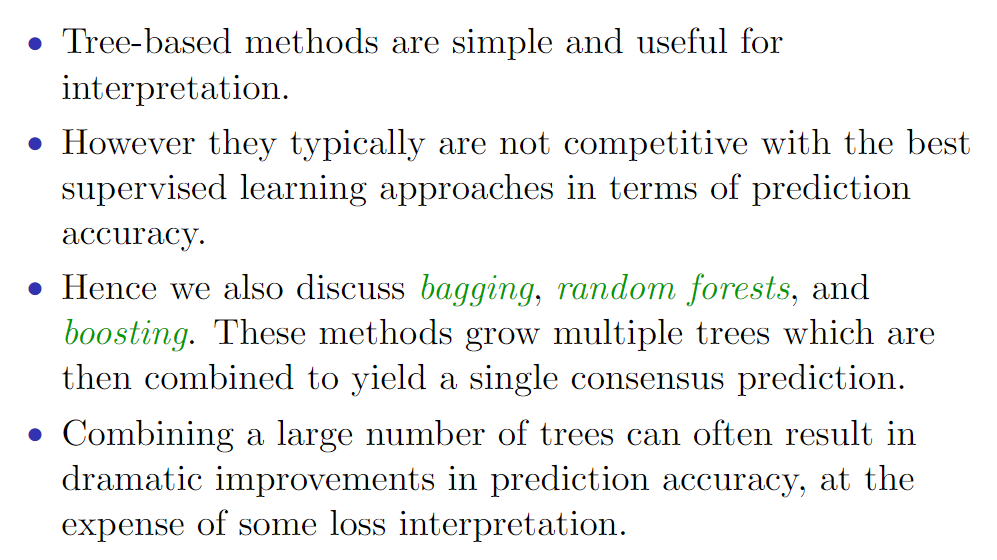 • Tree-based methods are simple and useful for
interpretation.
• However they typically are not competitive with the best
supervised learning approaches in terms of prediction
accuracy.
• Hence we also discuss bagging, random forests, and
boosting. These methods grow multiple trees which are
then combined to yield a single consensus prediction.
• Combining a large number of trees can often result in
dramatic improvements in prediction accuracy, at the
expense of some loss interpretation.